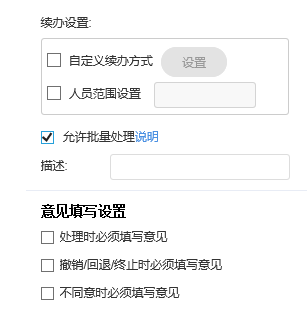 续办设置:
自定义续办方式 设置
人员范围设置
允许批量处理说明
描述:
意见填写设置
处理时必须填写意见
撤销/回退/终止时必须填写意见
不同意时必须填写意见